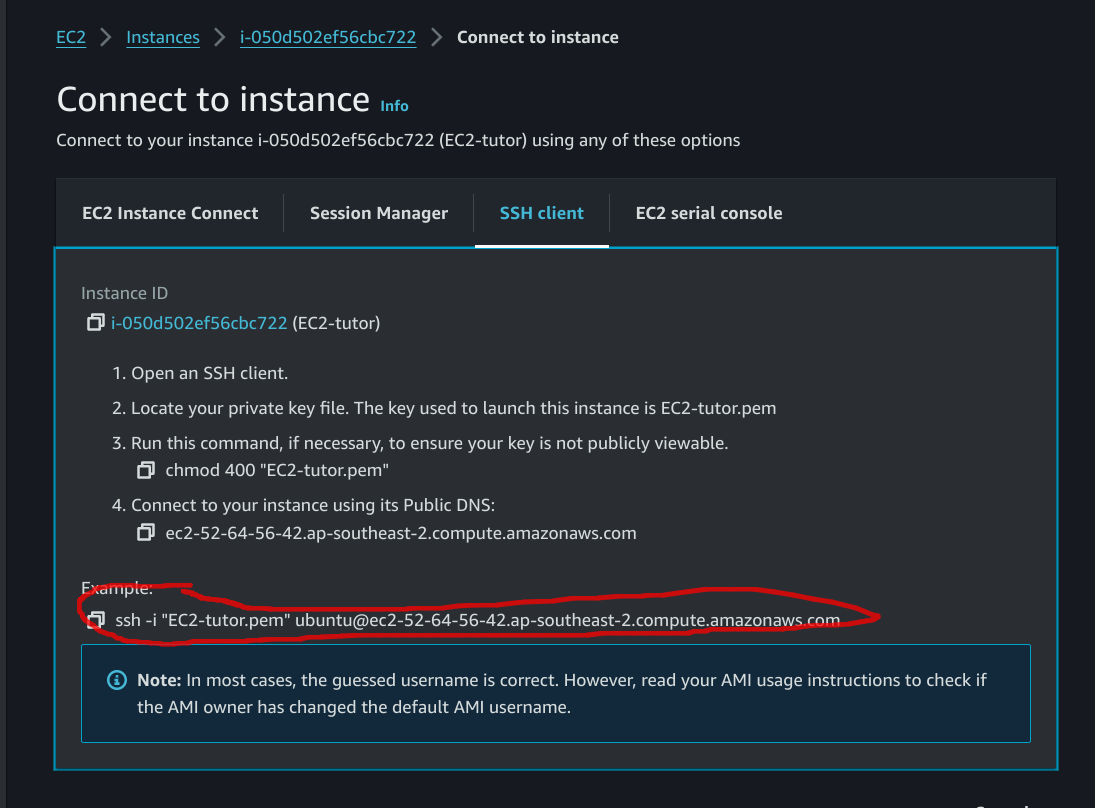 EC2 > Instances > i-050d502ef56cbc722 > Connect to instance
Connect to instance Info
Connect to your instance i-050d502ef56cbc722 (EC2-tutor) using any of these options
EC2 Instance Connect Session Manager SSH client EC2 serial console
Instance ID
i-050d502ef56cbc722 (EC2-tutor)
1. Open an SSH client.
2. Locate your private key file. The key used to launch this instance is EC2-tutor.pem
3. Run this command, if necessary, to ensure your key is not publicly viewable.
chmod 400 "EC2-tutor.pem"
4. Connect to your instance using its Public DNS:
ec2-52-64-56-42.ap-southeast-2.compute.amazonaws.com
Example:
ssh -i "EC2-tutor.pem" ubuntu@ec2-52-64-56-42.ap-southeast-2.compute.amazonaws.com
Note: In most cases, the guessed username is correct. However, read your AMI usage instructions to check if
the AMI owner has changed the default AMI username.